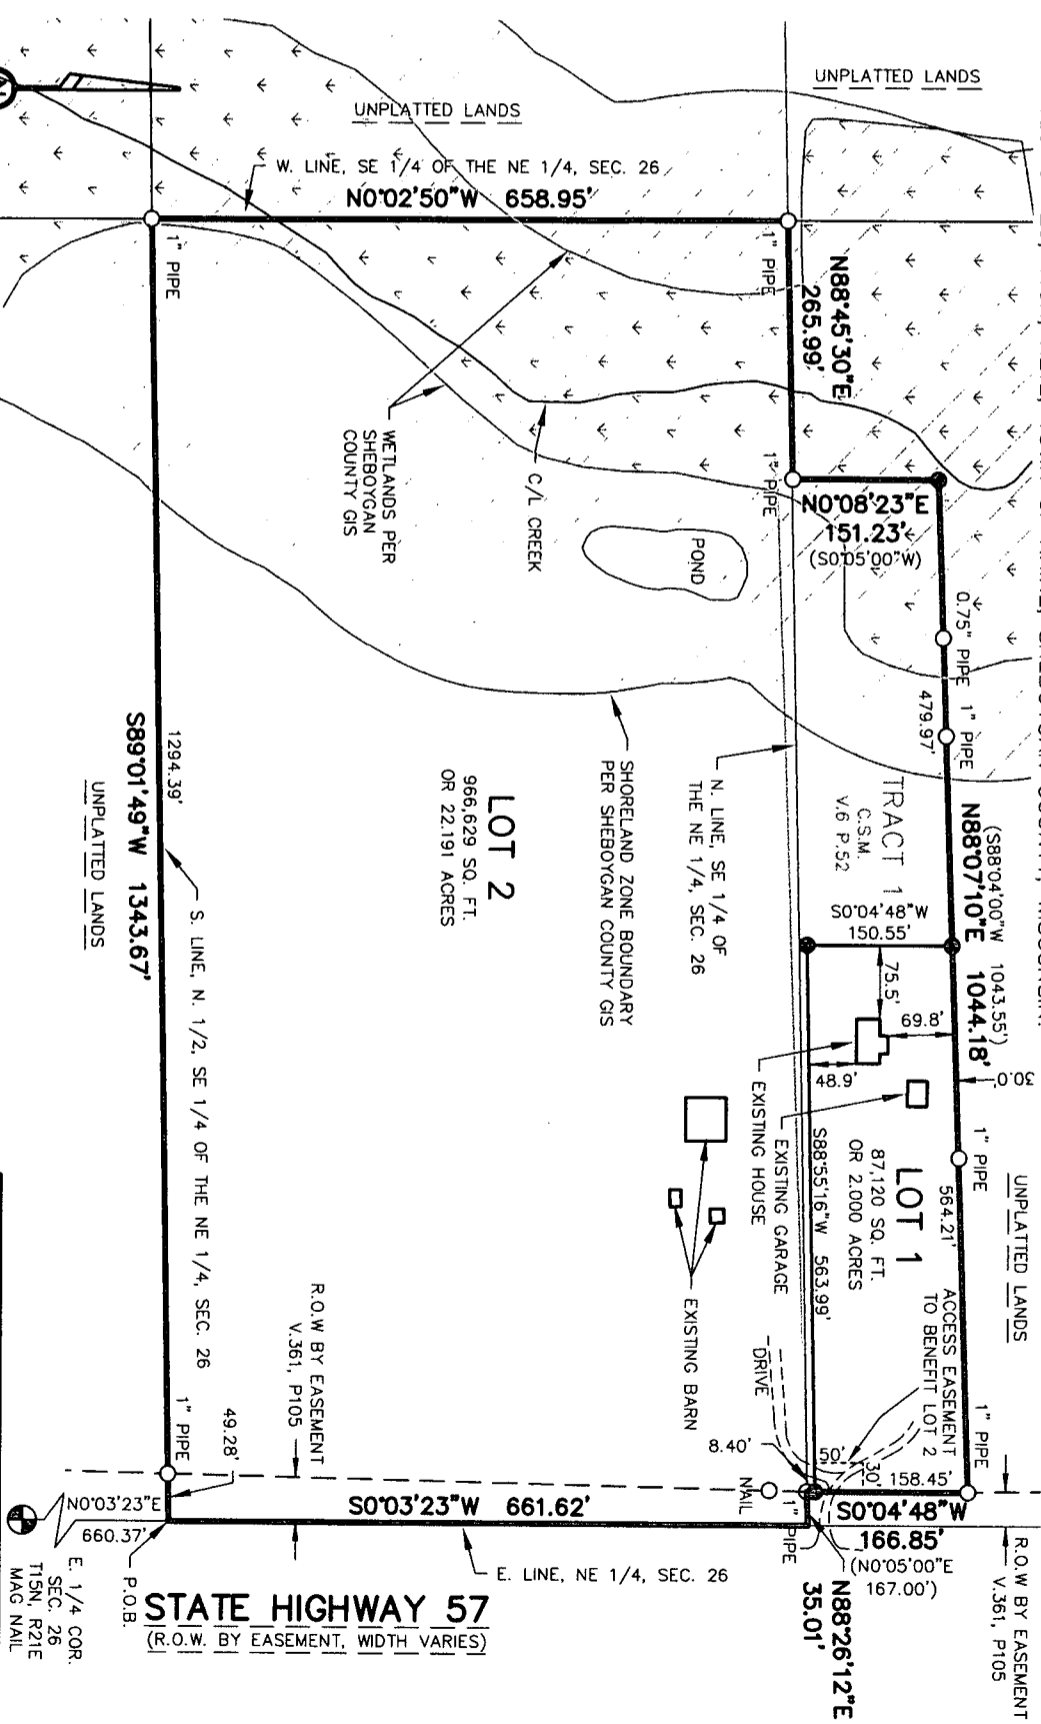 UNPLATTED LANDS
UNPLATTED LANDS
W. LINE, SE 1/4 OF THE NE 1/4, SEC. 26
N0°02'50"W 658.95'
1" PIPE
1" PIPE
N88°45'30"E
265.99'
1" PIPE
N0°08'23"E
151.23'
(S0°05'00"W)
WETLANDS PER
SHEBOYGAN
COUNTY GIS
C/L CREEK
POND
0.75" PIPE
1" PIPE
479.97'
(S88°04'00"W 1043.55')
N88°07'10"E 1044.18'
30.0'
TRACT 1
C.S.M.
V.6 P.52
S0°04'48"W
150.55'
75.5'
69.8'
48.9'
N. LINE, SE 1/4 OF
THE NE 1/4, SEC. 26
SHORELAND ZONE BOUNDARY
PER SHEBOYGAN COUNTY GIS
LOT 2
966,629 SQ. FT.
OR 22.191 ACRES
1294.39'
S89°01'49"W 1343.67'
UNPLATTED LANDS
S. LINE, N. 1/2, SE 1/4 OF THE NE 1/4, SEC. 26
EXISTING HOUSE
EXISTING GARAGE
S88°55'16"W 563.99'
LOT 1
87,120 SQ. FT.
OR 2.000 ACRES
1" PIPE
564.21'
UNPLATTED LANDS
ACCESS EASEMENT
TO BENEFIT LOT 2
EXISTING BARN
DRIVE
8.40'
50'
30'
158.45'
1" PIPE
NAIL
1" PIPE
S0°04'48"W
166.85'
(N0°05'00"E
167.00')
N88°26'12"E
35.01'
R.O.W BY EASEMENT
V.361, P105
R.O.W BY EASEMENT
V.361, P105
1" PIPE
49.28'
S0°03'23"W 661.62'
E. LINE, NE 1/4, SEC. 26
N0°03'23"E
660.37'
P.O.B.
E. 1/4 COR.
SEC. 26
T15N, R21E
MAG NAIL
STATE HIGHWAY 57
(R.O.W. BY EASEMENT, WIDTH VARIES)